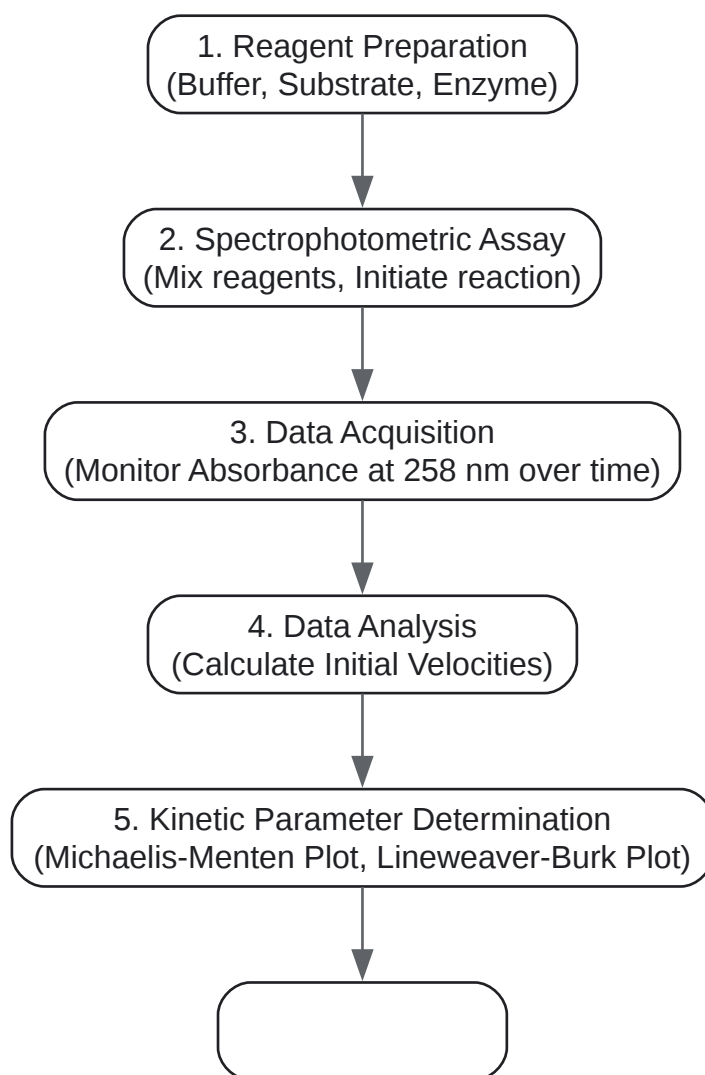 1. Reagent Preparation
(Buffer, Substrate, Enzyme)
2. Spectrophotometric Assay
(Mix reagents, Initiate reaction)
3. Data Acquisition
(Monitor Absorbance at 258 nm over time)
4. Data Analysis
(Calculate Initial Velocities)
5. Kinetic Parameter Determination
(Michaelis-Menten Plot, Lineweaver-Burk Plot)